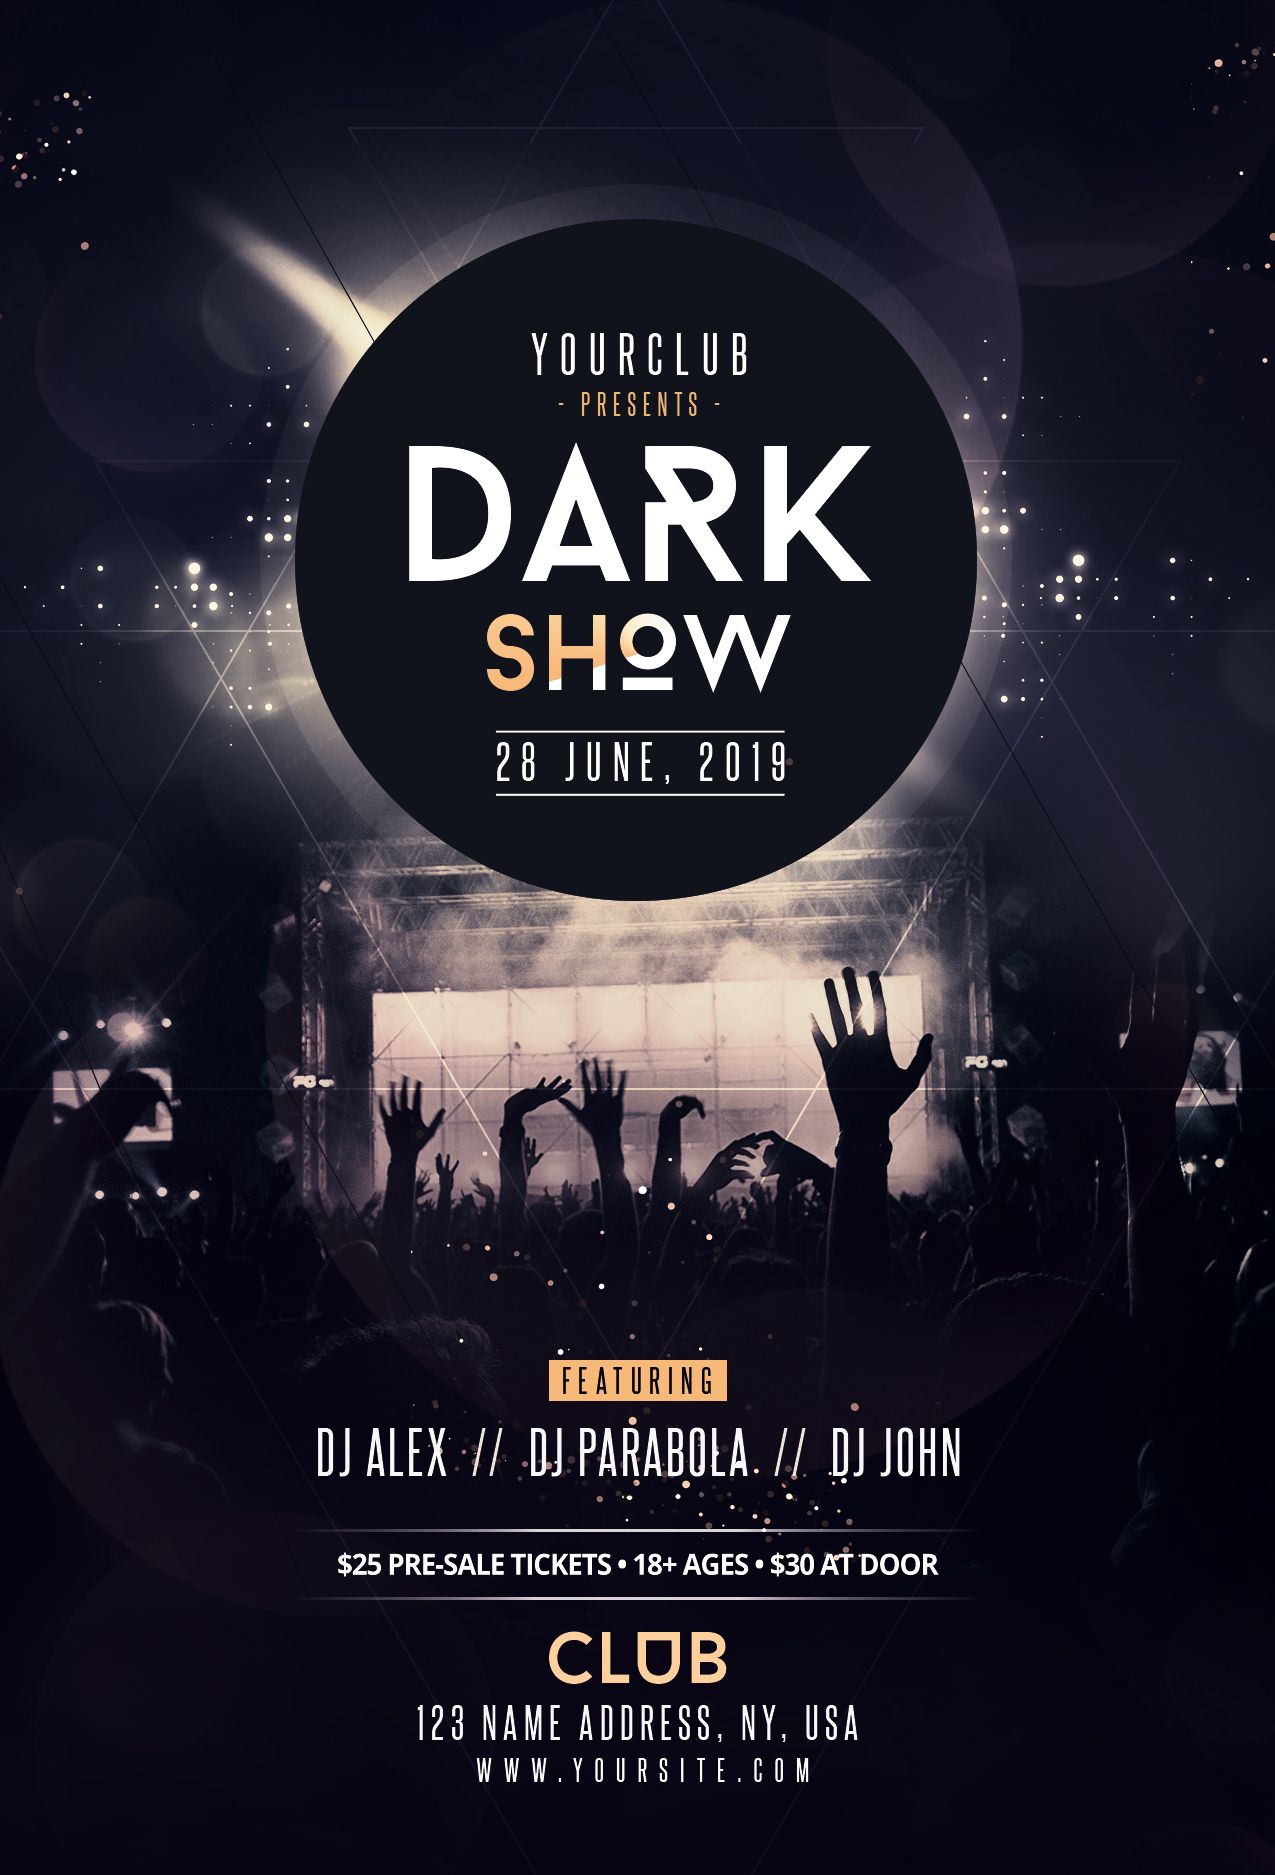 YOURCLUB
- PRESENTS -
DARK
SHOW
28 JUNE, 2019
FEATURING
DJ ALEX // DJ PARABOLA // DJ JOHN
$25 PRE-SALE TICKETS • 18+ AGES • $30 AT DOOR
CLUB
123 NAME ADDRESS, NY, USA
WWW.YOURSITE.COM